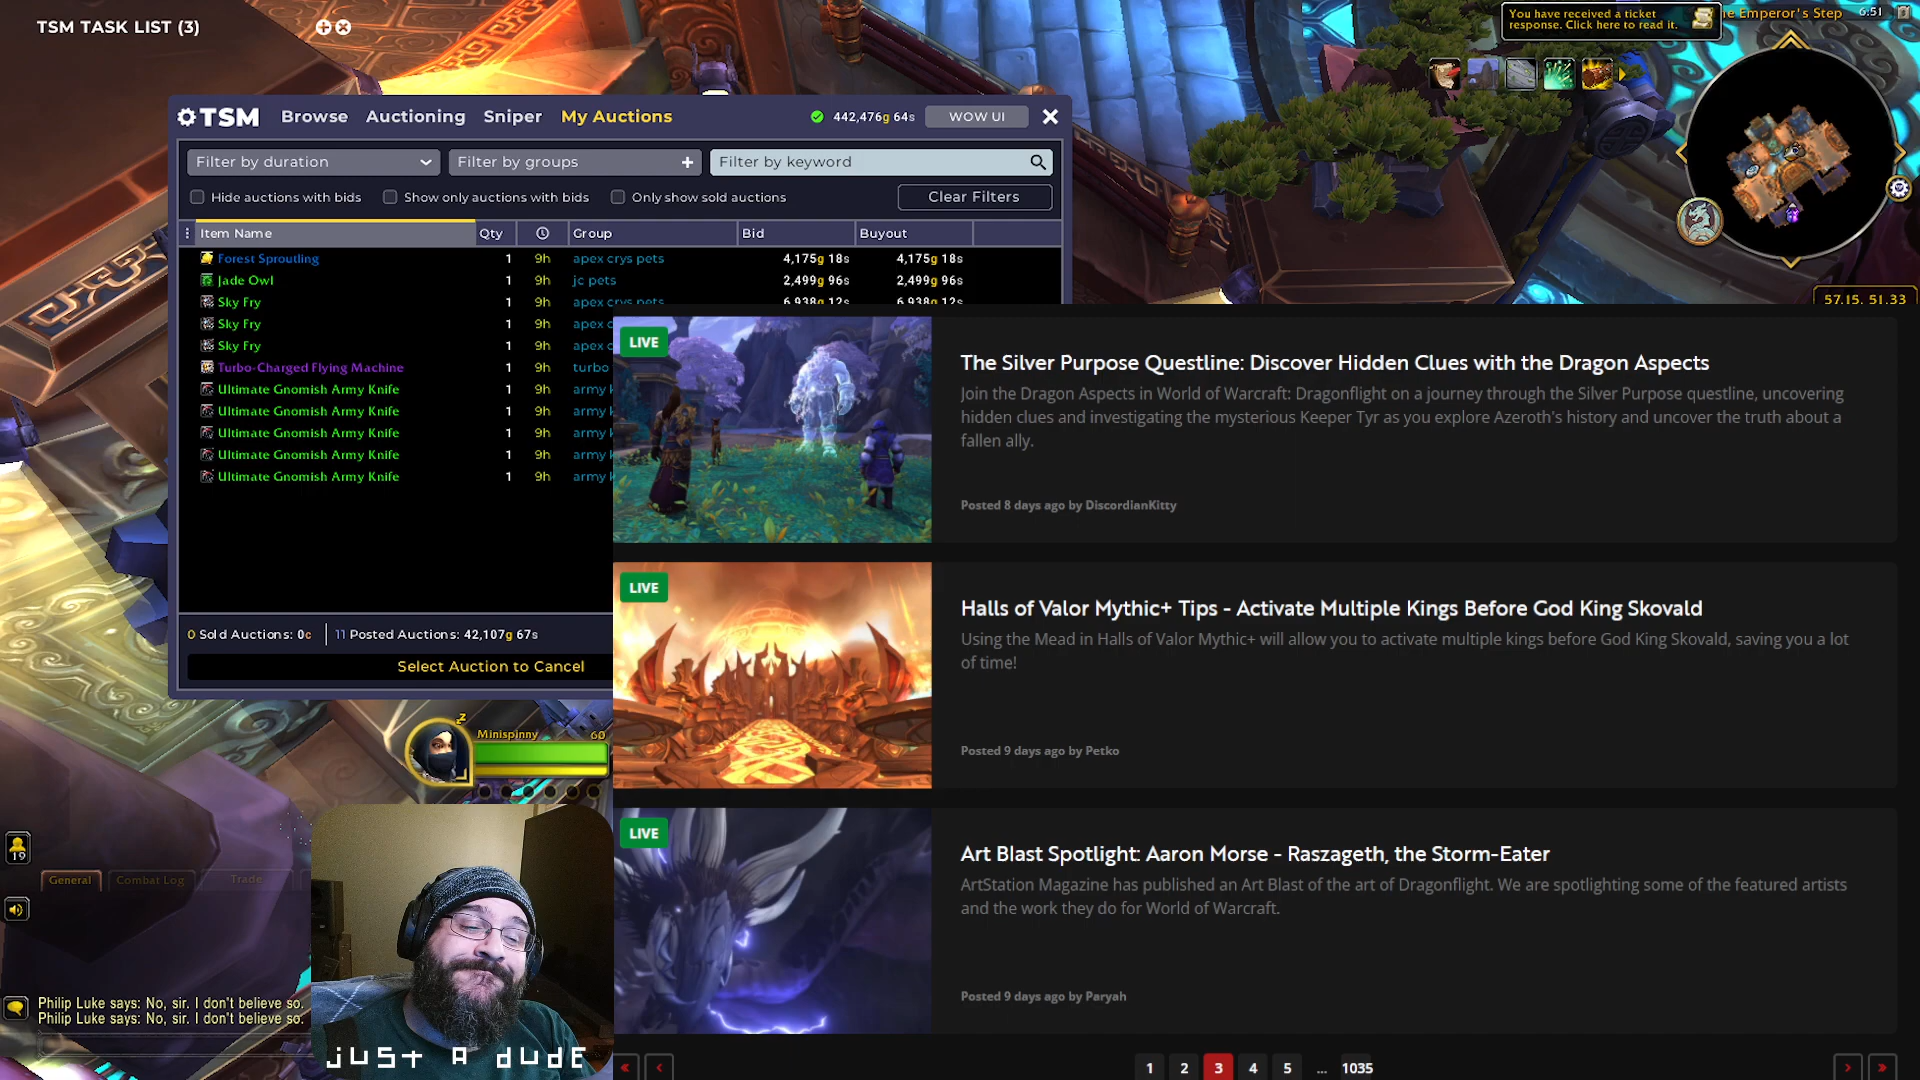 TSM TASK LIST (3)
You have received a ticket
response. Click here to read it.
e Emperor's Step
6:51
TSM Browse Auctioning Sniper My Auctions 442,476g 64s WOW UI
Filter by duration Filter by groups + Filter by keyword
Hide auctions with bids Show only auctions with bids Only show sold auctions Clear Filters
Item Name Qty Group Bid Buyout
Forest Sproutling 1 9h apex crys pets 4,175g 18s 4,175g 18s
Jade Owl 1 9h jc pets 2,499g 96s 2,499g 96s
Sky Fry 1 9h apex crys pets 6,938g 12s 6,938g 12s
Sky Fry 1 9h apex c
Sky Fry 1 9h apex c
Turbo-Charged Flying Machine 1 9h turbo
Ultimate Gnomish Army Knife 1 9h army k
Ultimate Gnomish Army Knife 1 9h army k
Ultimate Gnomish Army Knife 1 9h army k
Ultimate Gnomish Army Knife 1 9h army k
Ultimate Gnomish Army Knife 1 9h army k
0 Sold Auctions: 0c 11 Posted Auctions: 42,107g 67s
Select Auction to Cancel
57.15, 51.33
LIVE
The Silver Purpose Questline: Discover Hidden Clues with the Dragon Aspects
Join the Dragon Aspects in World of Warcraft: Dragonflight on a journey through the Silver Purpose questline, uncovering
hidden clues and investigating the mysterious Keeper Tyr as you explore Azeroth's history and uncover the truth about a
fallen ally.
Posted 8 days ago by DiscordianKitty
LIVE
Halls of Valor Mythic+ Tips - Activate Multiple Kings Before God King Skovald
Using the Mead in Halls of Valor Mythic+ will allow you to activate multiple kings before God King Skovald, saving you a lot
of time!
Posted 9 days ago by Petko
LIVE
Art Blast Spotlight: Aaron Morse - Raszageth, the Storm-Eater
ArtStation Magazine has published an Art Blast of the art of Dragonflight. We are spotlighting some of the featured artists
and the work they do for World of Warcraft.
Posted 9 days ago by Paryah
« ‹ 1 2 3 4 5 ... 1035 › »
z
Minispinny 60
19
General Combat Log Trade
Philip Luke says: No, sir. I don't believe so.
Philip Luke says: No, sir. I don't believe so.
JUST A DUDE